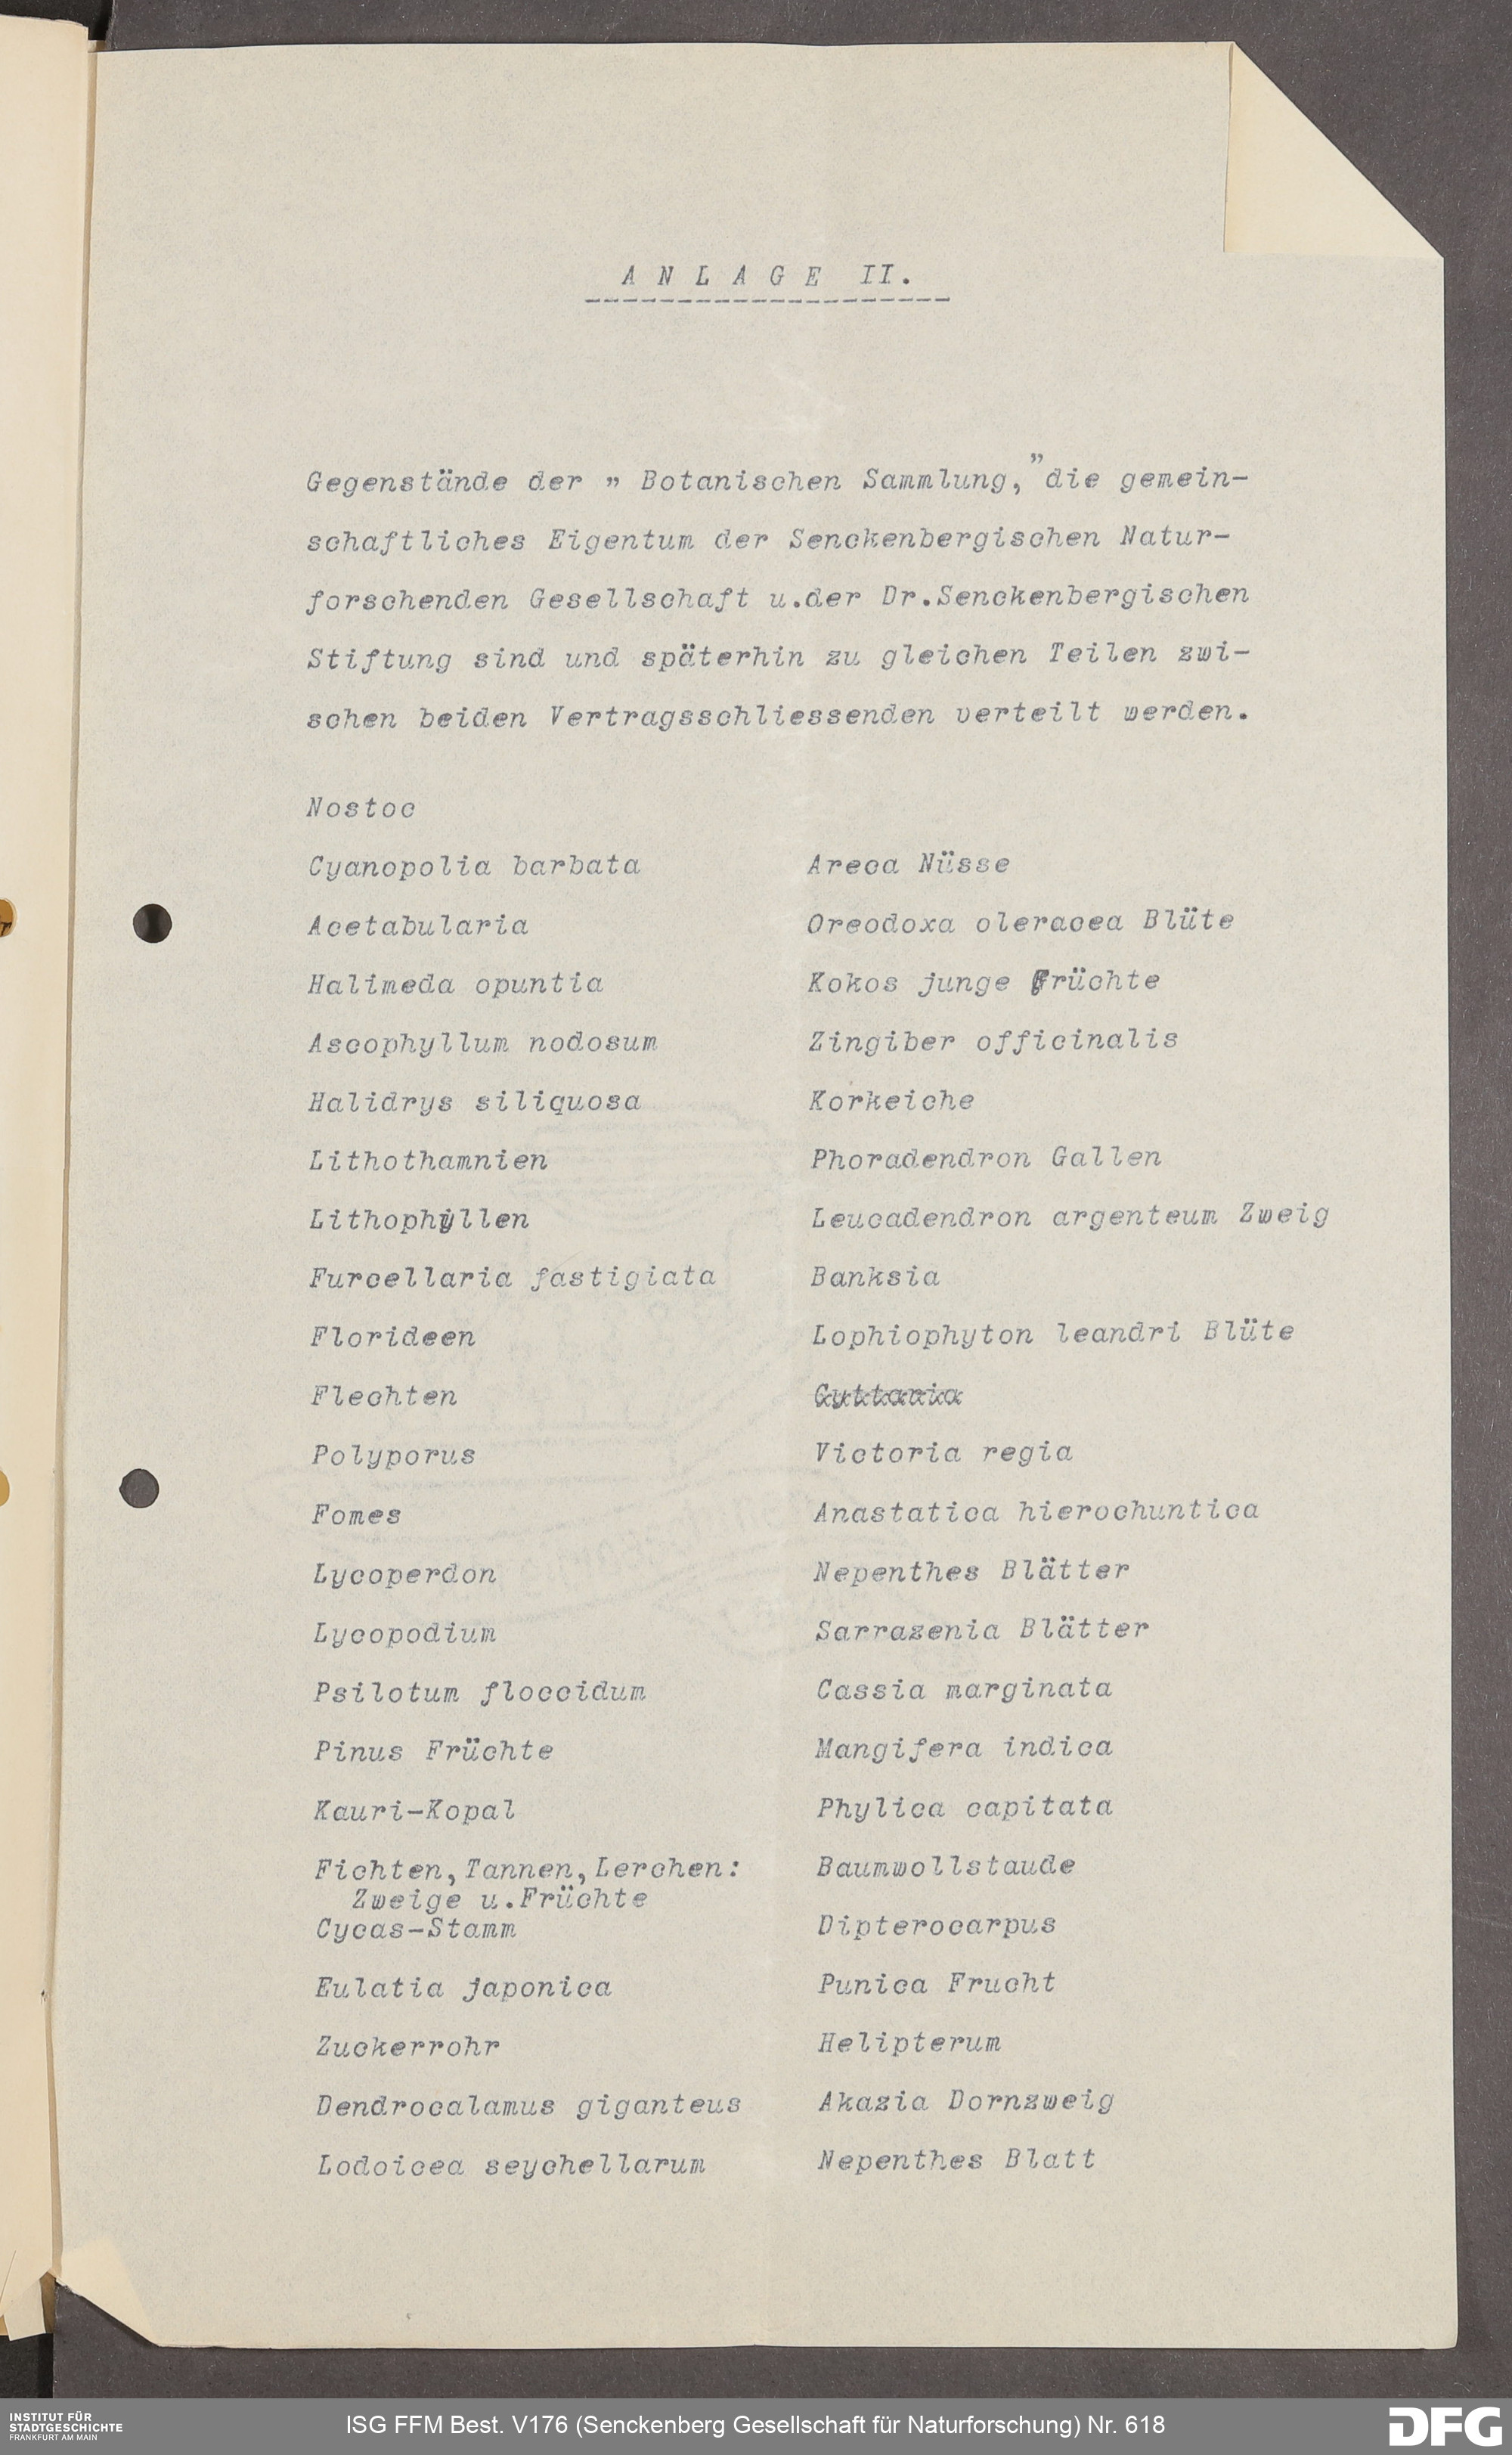 A N L A G E  II.
Gegenstände der " Botanischen Sammlung," die gemein-
schaftliches Eigentum der Senckenbergischen Natur-
forschenden Gesellschaft u.der Dr.Senckenbergischen
Stiftung sind und späterhin zu gleichen Teilen zwi-
schen beiden Vertragsschliessenden verteilt werden.
Nostoc
Cyanopolia barbata
Acetabularia
Halimeda opuntia
Ascophyllum nodosum
Halidrys siliquosa
Lithothamnien
Lithophyllen
Furcellaria fastigiata
Florideen
Flechten
Polyporus
Fomes
Lycoperdon
Lycopodium
Psilotum floccidum
Pinus Früchte
Kauri-Kopal
Fichten,Tannen,Lerchen:
Zweige u.Früchte
Cycas-Stamm
Eulatia japonica
Zuckerrohr
Dendrocalamus giganteus
Lodoicea seychellarum
Areca Nüsse
Oreodoxa oleracea Blüte
Kokos junge Früchte
Zingiber officinalis
Korkeiche
Phoradendron Gallen
Leucadendron argenteum Zweig
Banksia
Lophiophyton leandri Blüte
Victoria regia
Anastatica hierochuntica
Nepenthes Blätter
Sarrazenia Blätter
Cassia marginata
Mangifera indica
Phylica capitata
Baumwollstaude
Dipterocarpus
Punica Frucht
Helipterum
Akazia Dornzweig
Nepenthes Blatt
INSTITUT FÜR
STADTGESCHICHTE
FRANKFURT AM MAIN
ISG FFM Best. V176 (Senckenberg Gesellschaft für Naturforschung) Nr. 618
DFG